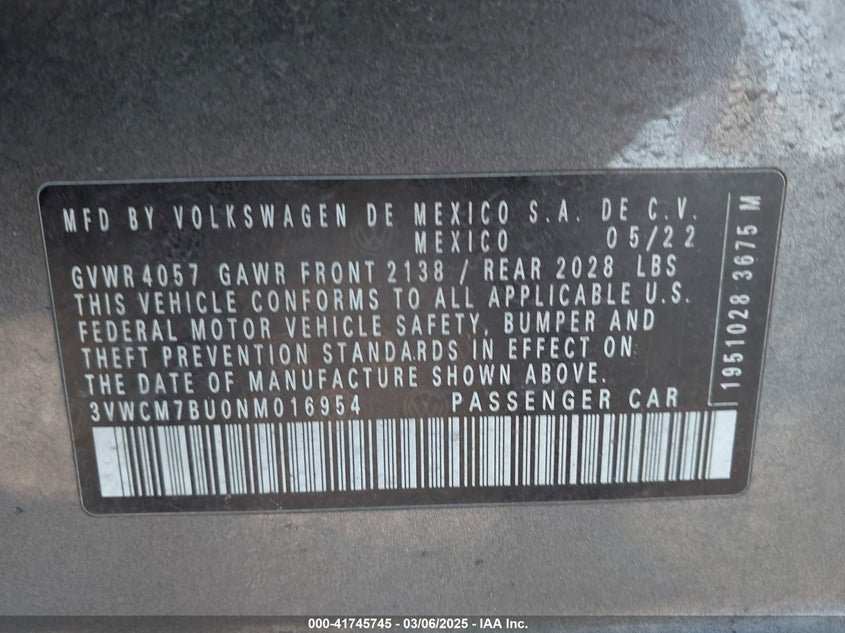 MFD BY VOLKSWAGEN DE MEXICO S.A. DE C.V.
MEXICO 05/22
GVWR 4057 GAWR FRONT 2138 / REAR 2028 LBS
THIS VEHICLE CONFORMS TO ALL APPLICABLE U.S.
FEDERAL MOTOR VEHICLE SAFETY, BUMPER AND
THEFT PREVENTION STANDARDS IN EFFECT ON
THE DATE OF MANUFACTURE SHOWN ABOVE.
3VWCM7BU0NM016954 PASSENGER CAR
1951028 3675 M
000-41745745 - 03/06/2025 - IAA Inc.